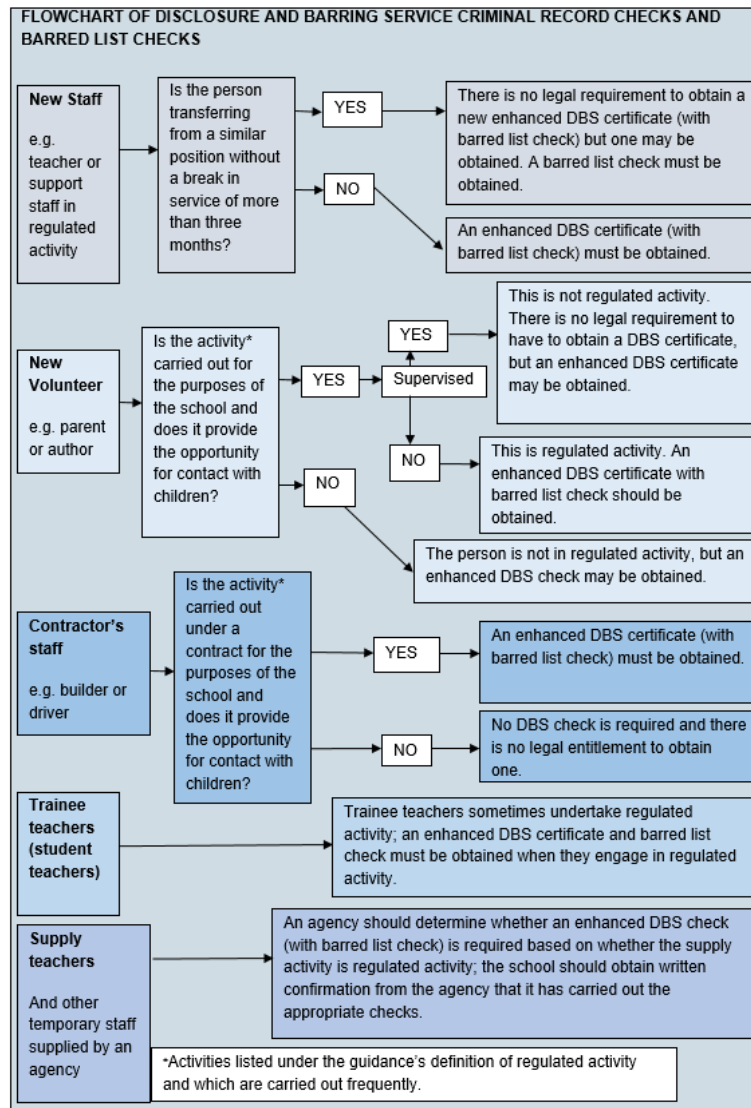 FLOWCHART OF DISCLOSURE AND BARRING SERVICE CRIMINAL RECORD CHECKS AND
BARRED LIST CHECKS
New Staff
e.g.
teacher or
support
staff in
regulated
activity
Is the person
transferring
from a similar
position without
a break in
service of more
than three
months?
YES
There is no legal requirement to obtain a
new enhanced DBS certificate (with
barred list check) but one may be
obtained. A barred list check must be
obtained.
NO
An enhanced DBS certificate (with
barred list check) must be obtained.
New
Volunteer
e.g. parent
or author
Is the activity*
carried out for
the purposes of
the school and
does it provide
the opportunity
for contact with
children?
YES
Supervised
YES
This is not regulated activity.
There is no legal requirement to
have to obtain a DBS certificate,
but an enhanced DBS certificate
may be obtained.
NO
This is regulated activity. An
enhanced DBS certificate with
barred list check should be
obtained.
NO
The person is not in regulated activity, but an
enhanced DBS check may be obtained.
Contractor's
staff
e.g. builder or
driver
Is the activity*
carried out
under a
contract for the
purposes of the
school and
does it provide
the opportunity
for contact with
children?
YES
An enhanced DBS certificate (with
barred list check) must be obtained.
NO
No DBS check is required and there
is no legal entitlement to obtain
one.
Trainee
teachers
(student
teachers)
Trainee teachers sometimes undertake regulated
activity; an enhanced DBS certificate and barred list
check must be obtained when they engage in regulated
activity.
Supply
teachers
And other
temporary staff
supplied by an
agency
An agency should determine whether an enhanced DBS check
(with barred list check) is required based on whether the supply
activity is regulated activity; the school should obtain written
confirmation from the agency that it has carried out the
appropriate checks.
*Activities listed under the guidance's definition of regulated activity
and which are carried out frequently.